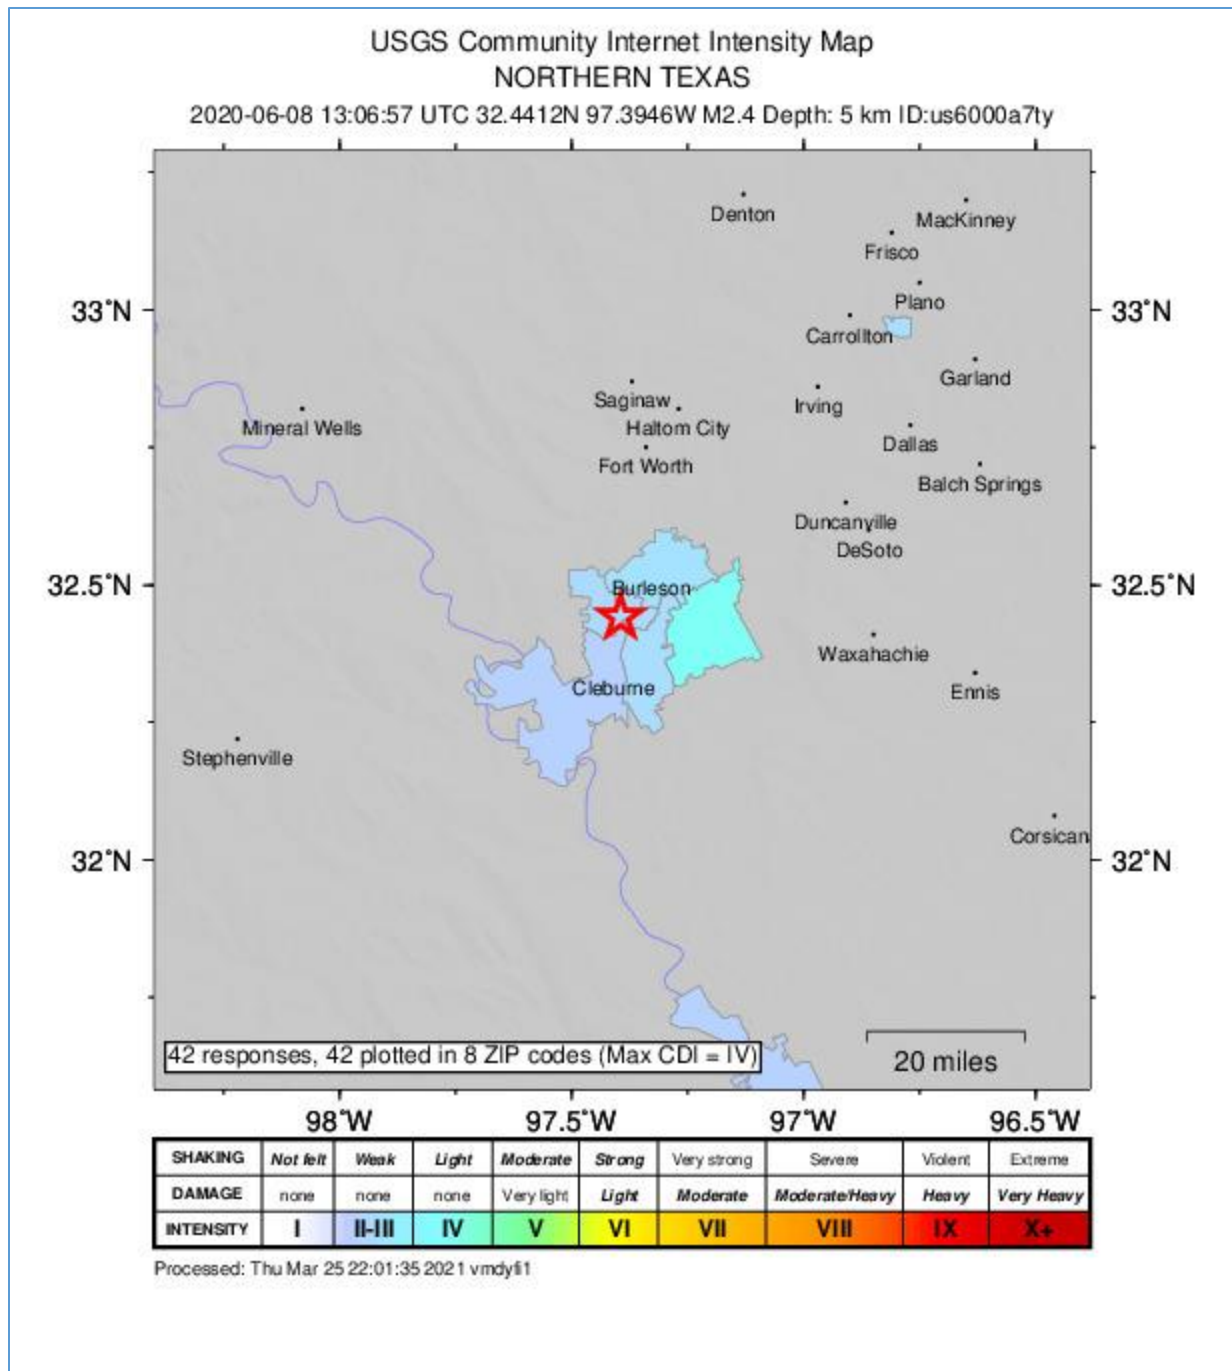 USGS Community Internet Intensity Map
NORTHERN TEXAS
2020-06-08 13:06:57 UTC 32.4412N 97.3946W M2.4 Depth: 5 km ID:us6000a7ty
Denton
MacKinney
Frisco
Plano
33°N
33°N
Carrollton
Garland
Saginaw
Irving
Mineral Wells
Haltom City
Dallas
Fort Worth
Balch Springs
Duncanville
DeSoto
32.5°N
Burleson
32.5°N
Waxahachie
Cleburne
Ennis
Stephenville
Corsican
32°N
32°N
42 responses, 42 plotted in 8 ZIP codes (Max CDI = IV)
20 miles
98°W 97.5°W 97°W 96.5°W
SHAKING Not felt Weak Light Moderate Strong Very strong Severe Violent Extreme
DAMAGE none none none Very light Light Moderate Moderate/Heavy Heavy Very Heavy
INTENSITY I II-III IV V VI VII VIII IX X+
Processed: Thu Mar 25 22:01:35 2021 vmdyfi1